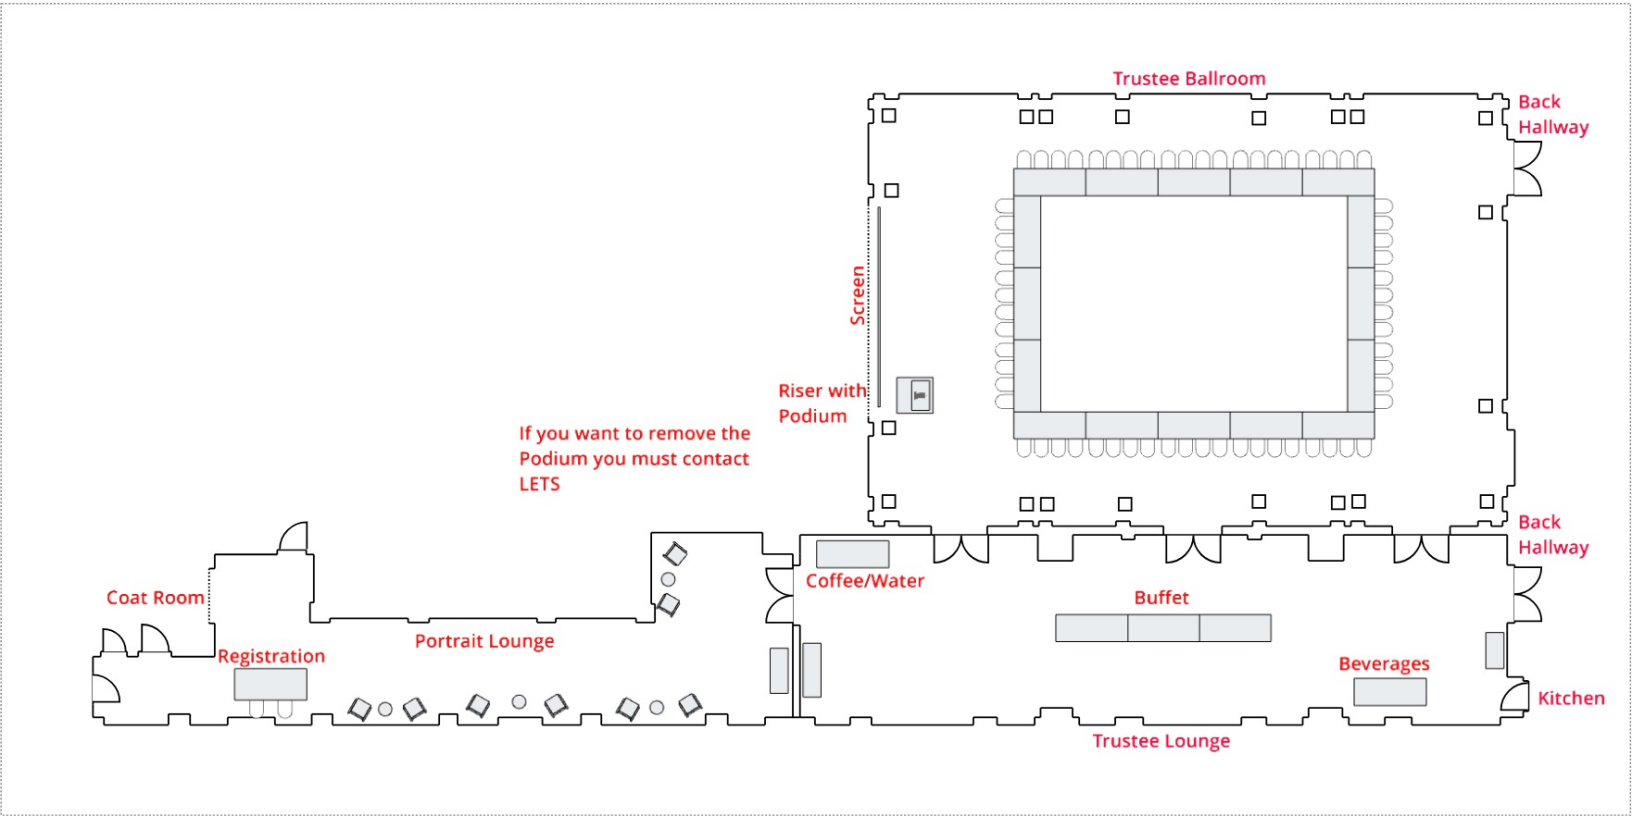 Trustee Ballroom
Back
Hallway
Screen
Riser with
Podium
If you want to remove the
Podium you must contact
LETS
Back
Hallway
Coat Room
Coffee/Water
Buffet
Portrait Lounge
Registration
Beverages
Kitchen
Trustee Lounge